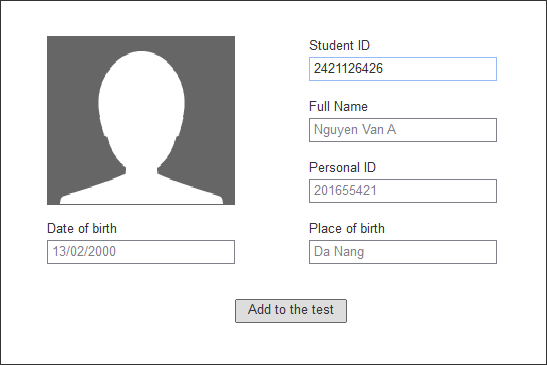 Student ID
2421126426
Full Name
Nguyen Van A
Personal ID
201655421
Date of birth
13/02/2000
Place of birth
Da Nang
Add to the test